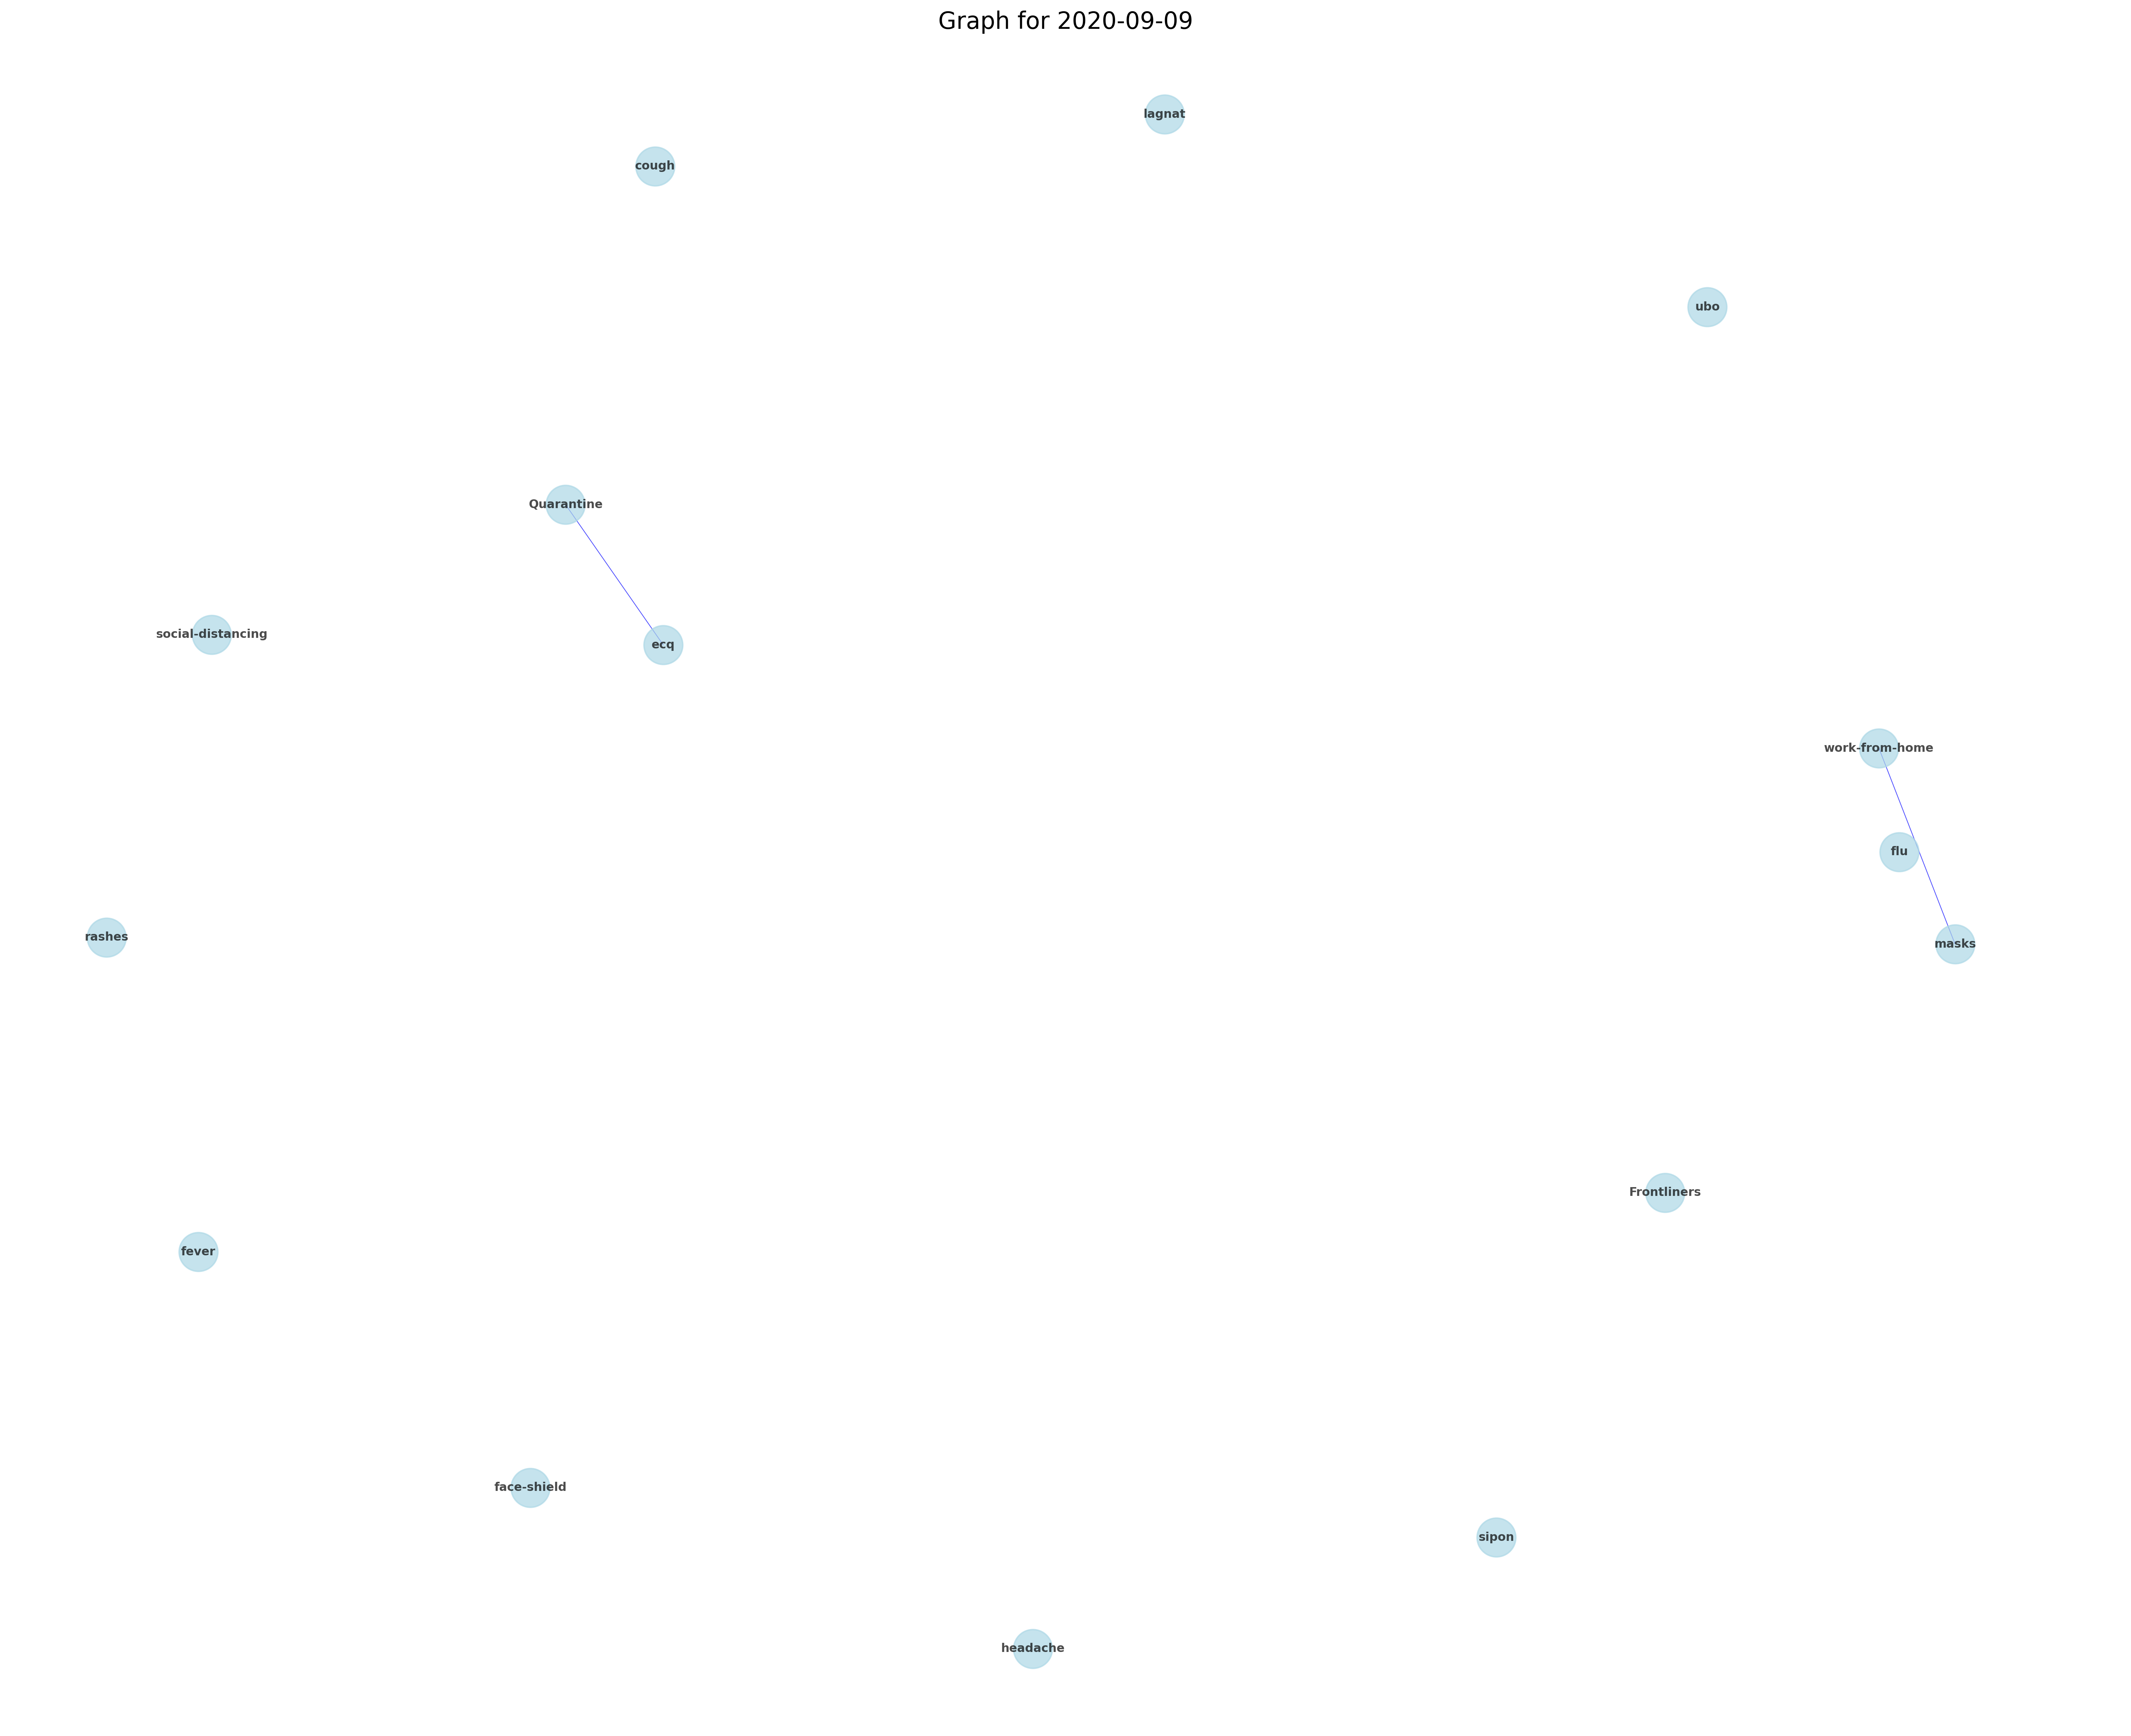 Graph for 2020-09-09
lagnat
cough
ubo
Quarantine
social-distancing
ecq
work-from-home
flu
rashes
masks
Frontliners
fever
face-shield
sipon
headache